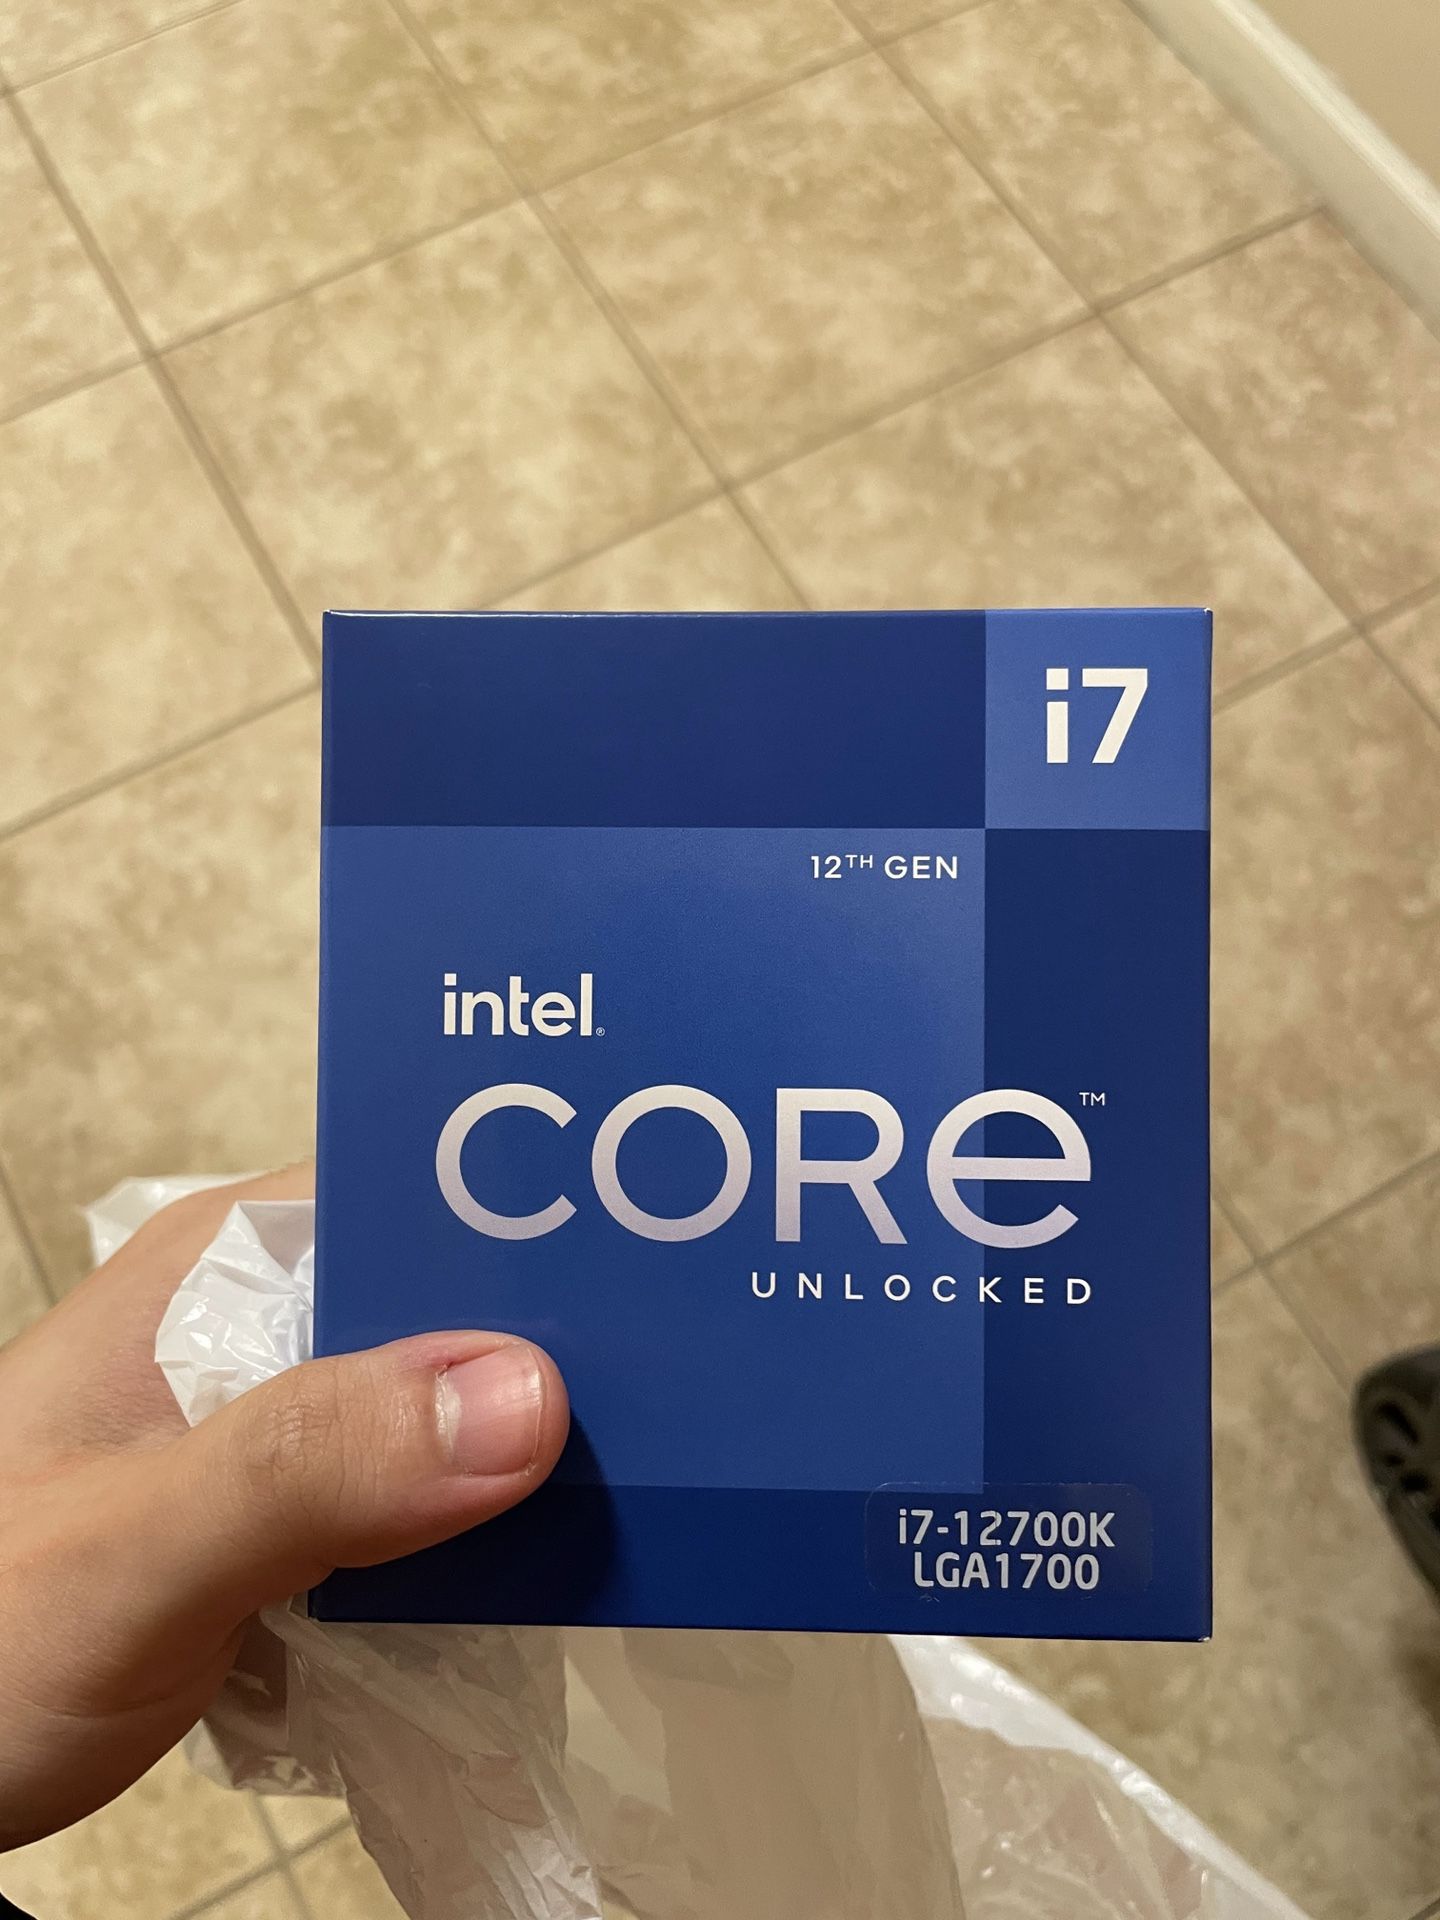 i7
12TH GEN
intel®
CORe™
UNLOCKED
i7-12700K
LGA1700